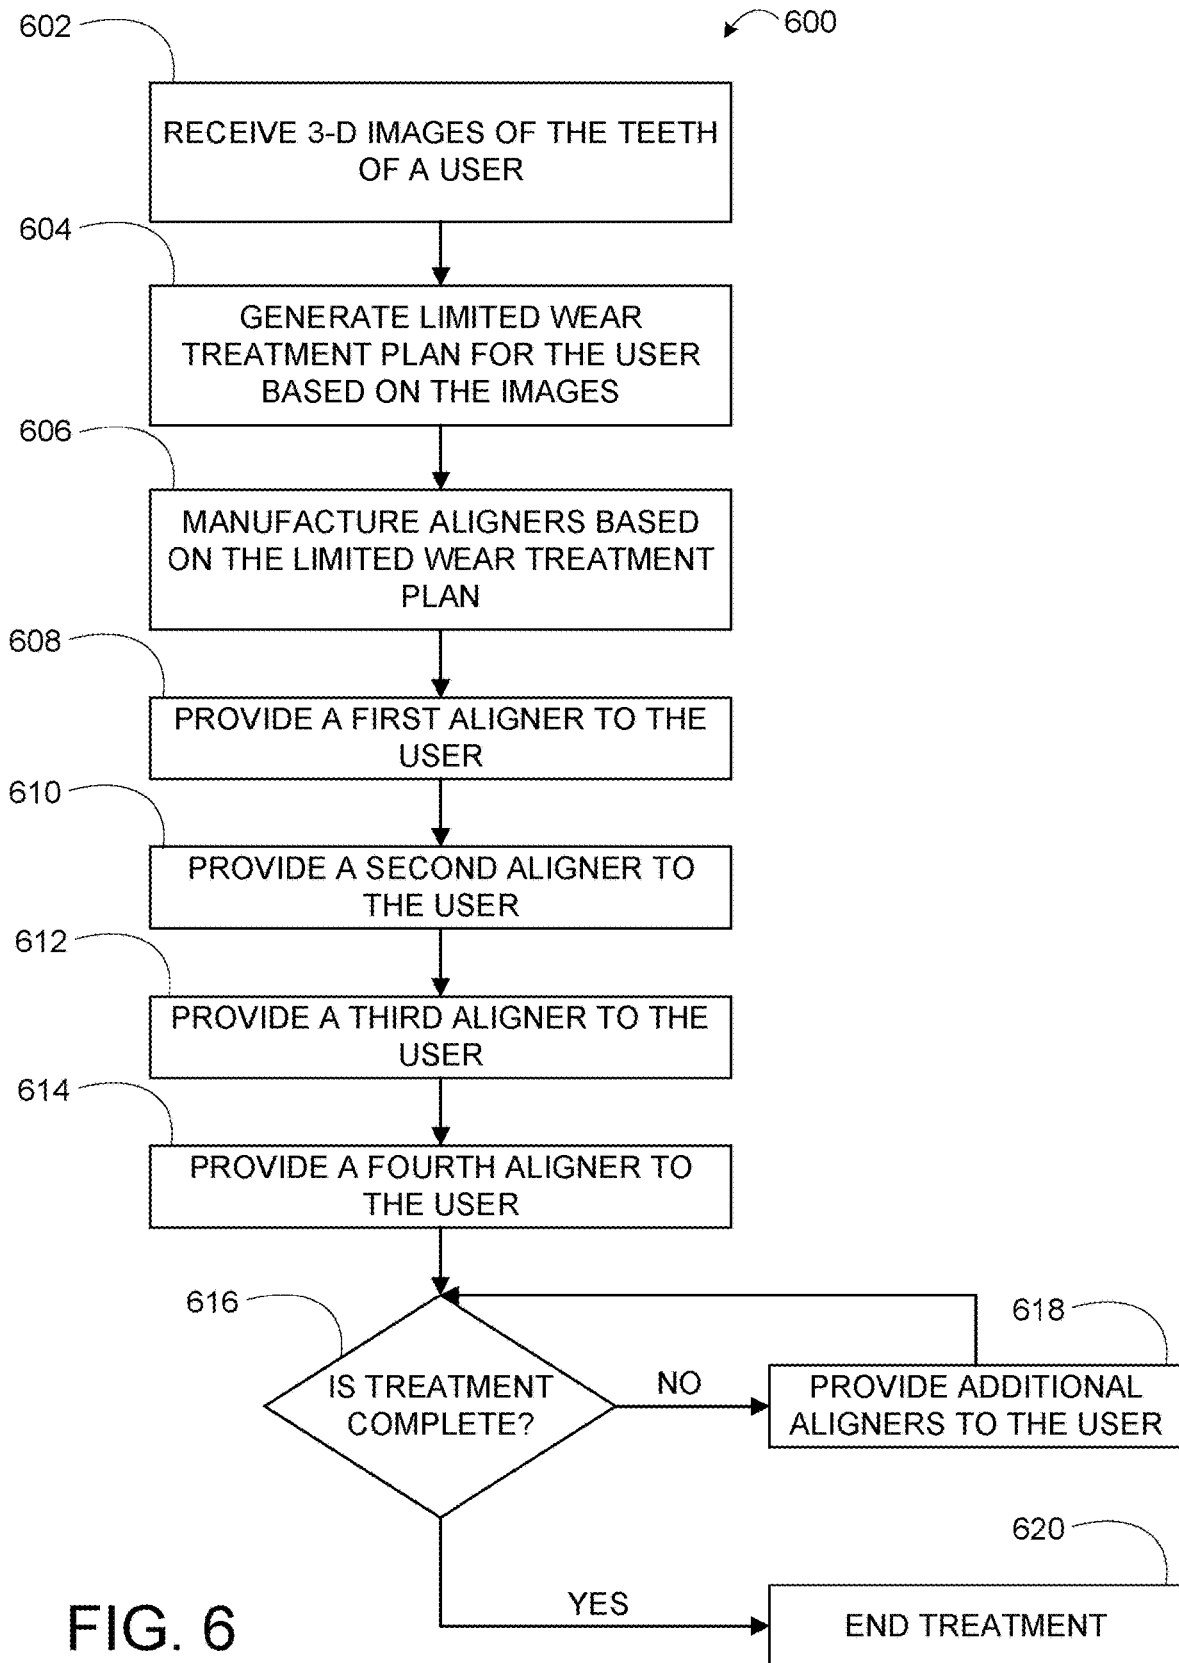 602
600
RECEIVE 3-D IMAGES OF THE TEETH
OF A USER
604
GENERATE LIMITED WEAR
TREATMENT PLAN FOR THE USER
BASED ON THE IMAGES
606
MANUFACTURE ALIGNERS BASED
ON THE LIMITED WEAR TREATMENT
PLAN
608
PROVIDE A FIRST ALIGNER TO THE
USER
610
PROVIDE A SECOND ALIGNER TO
THE USER
612
PROVIDE A THIRD ALIGNER TO THE
USER
614
PROVIDE A FOURTH ALIGNER TO
THE USER
616
IS TREATMENT
COMPLETE?
NO
618
PROVIDE ADDITIONAL
ALIGNERS TO THE USER
YES
620
END TREATMENT
FIG. 6